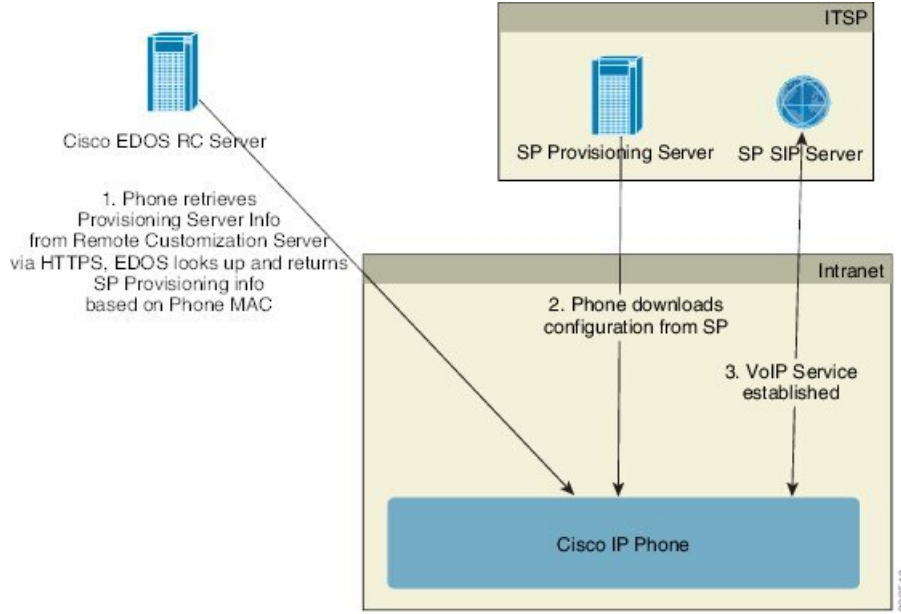 ITSP
Cisco EDOS RC Server
SP Provisioning Server
SP SIP Server
1. Phone retrieves
Provisioning Server Info
from Remote Customization Server
via HTTPS, EDOS looks up and returns
SP Provisioning info
based on Phone MAC
Intranet
2. Phone downloads
configuration from SP
3. VoIP Service
established
Cisco IP Phone